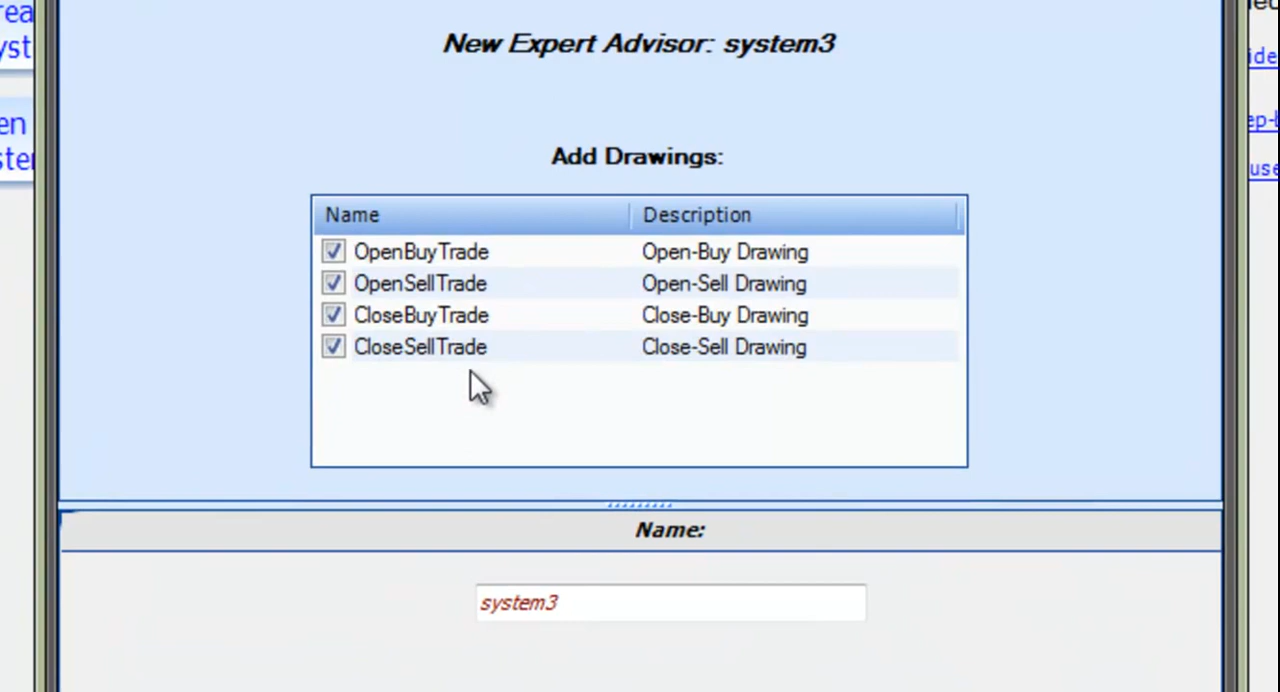 New Expert Advisor: system3
Add Drawings:
Name Description
OpenBuyTrade Open-Buy Drawing
OpenSellTrade Open-Sell Drawing
CloseBuyTrade Close-Buy Drawing
CloseSellTrade Close-Sell Drawing
Name:
system3